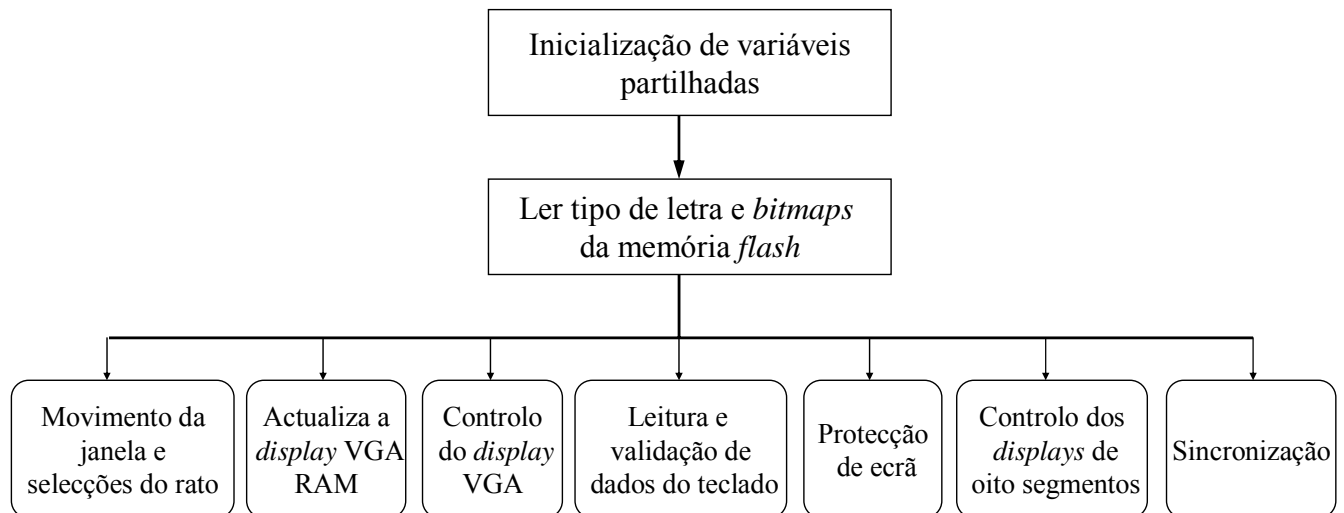 Inicialização de variáveis
partilhadas
Ler tipo de letra e bitmaps
da memória flash
Movimento da
janela e
selecções do rato
Actualiza a
display VGA
RAM
Controlo
do display
VGA
Leitura e
validação de
dados do teclado
Protecção
de ecrã
Controlo dos
displays de
oito segmentos
Sincronização